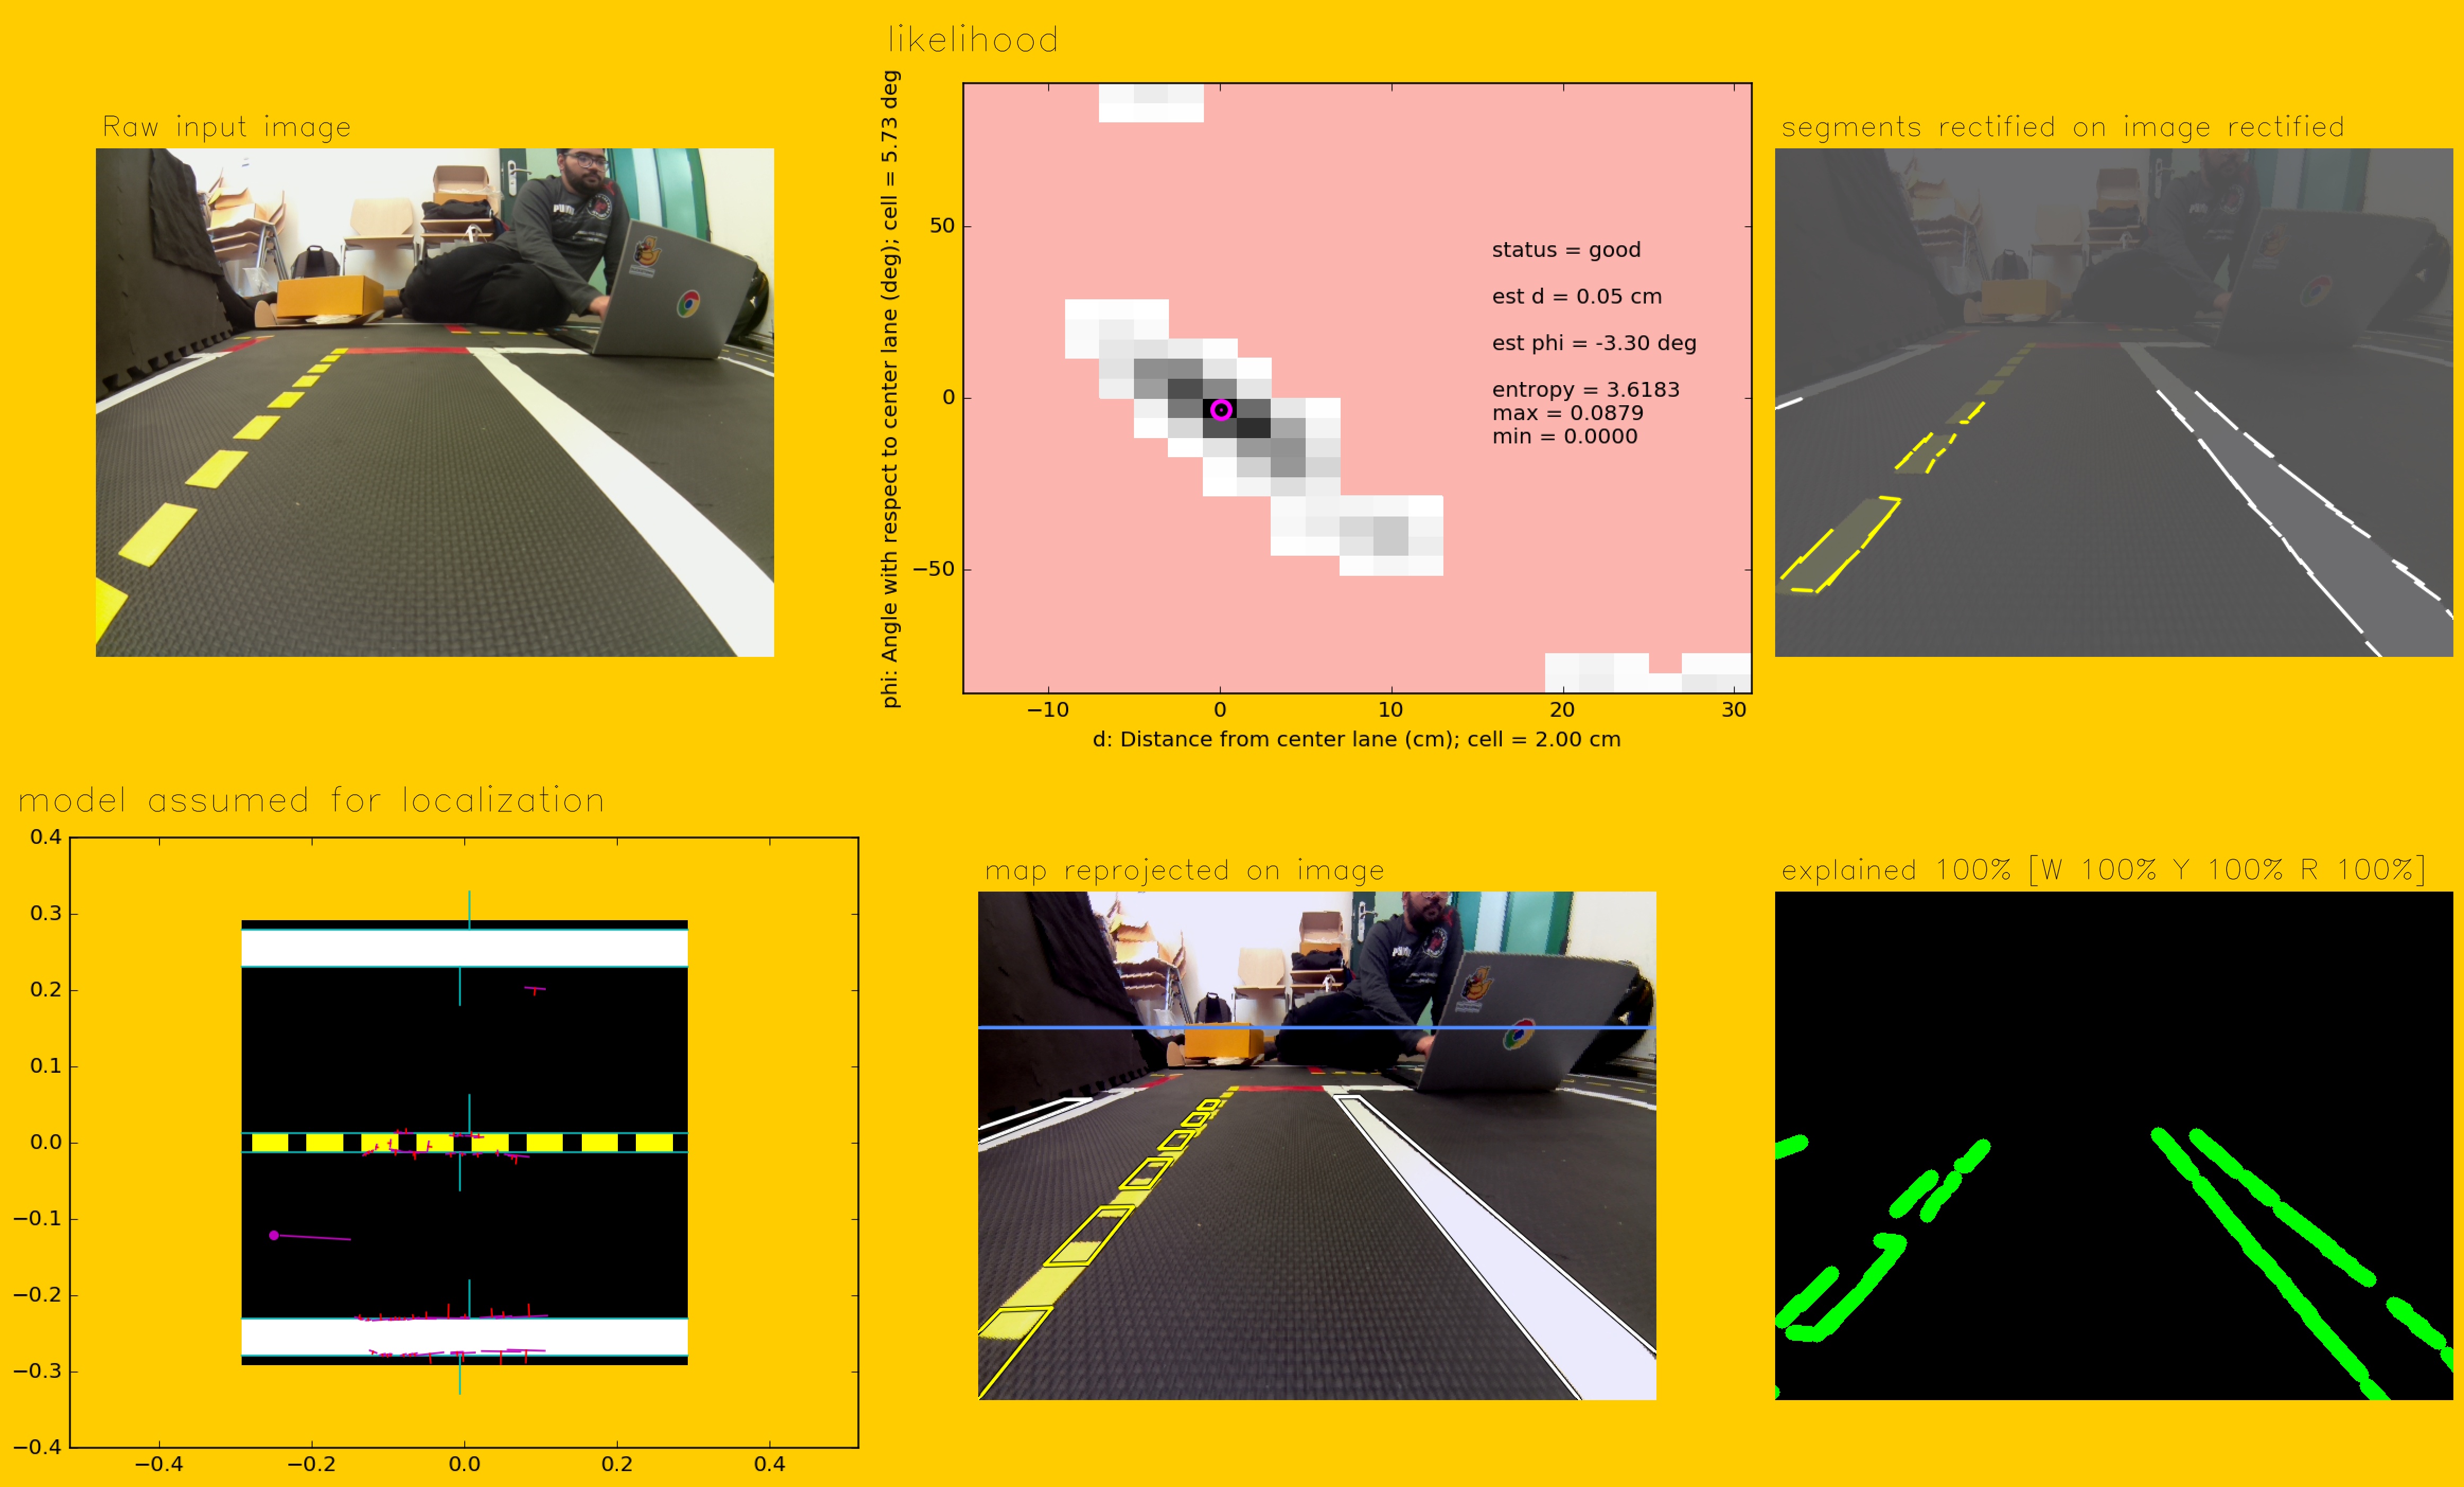 likelihood
Raw input image
segments rectified on image rectified
phi: Angle with respect to center lane (deg); cell = 5.73 deg
50
0
−50
status = good
est d = 0.05 cm
est phi = -3.30 deg
entropy = 3.6183
max = 0.0879
min = 0.0000
−10 0 10 20 30
d: Distance from center lane (cm); cell = 2.00 cm
model assumed for localization
map reprojected on image
explained 100% [W 100% Y 100% R 100%]
0.4
0.3
0.2
0.1
0.0
−0.1
−0.2
−0.3
−0.4
−0.4 −0.2 0.0 0.2 0.4